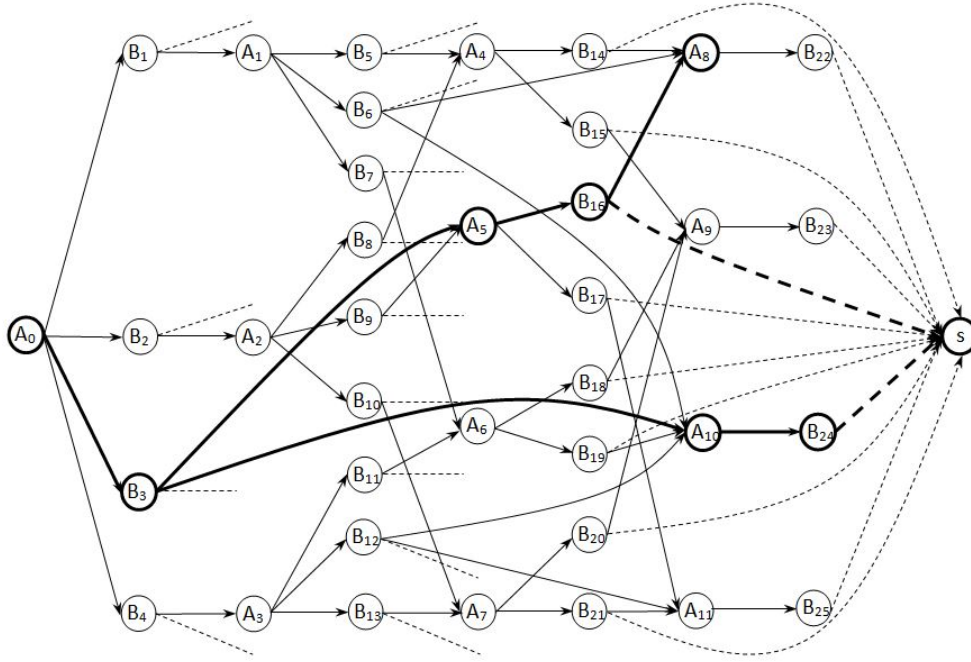 B₁ A₁ B₅ A₄ B₁₄ A₈ B₂₂
B₆
B₁₅
B₇
B₁₆
A₅ A₉ B₂₃
B₈
B₁₇
B₉
A₀ B₂ A₂ s
B₁₈
B₁₀
A₆ A₁₀ B₂₄
B₁₉
B₁₁
B₃
B₁₂ B₂₀
B₄ A₃ B₁₃ A₇ B₂₁ A₁₁ B₂₅